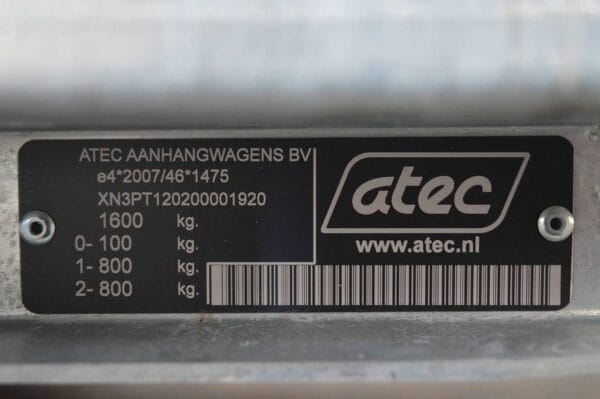 ATEC AANHANGWAGENS BV
e4*2007/46*1475
XN3PT120200001920
1600 kg.
0- 100 kg.
1- 800 kg.
2- 800 kg.
atec
www.atec.nl